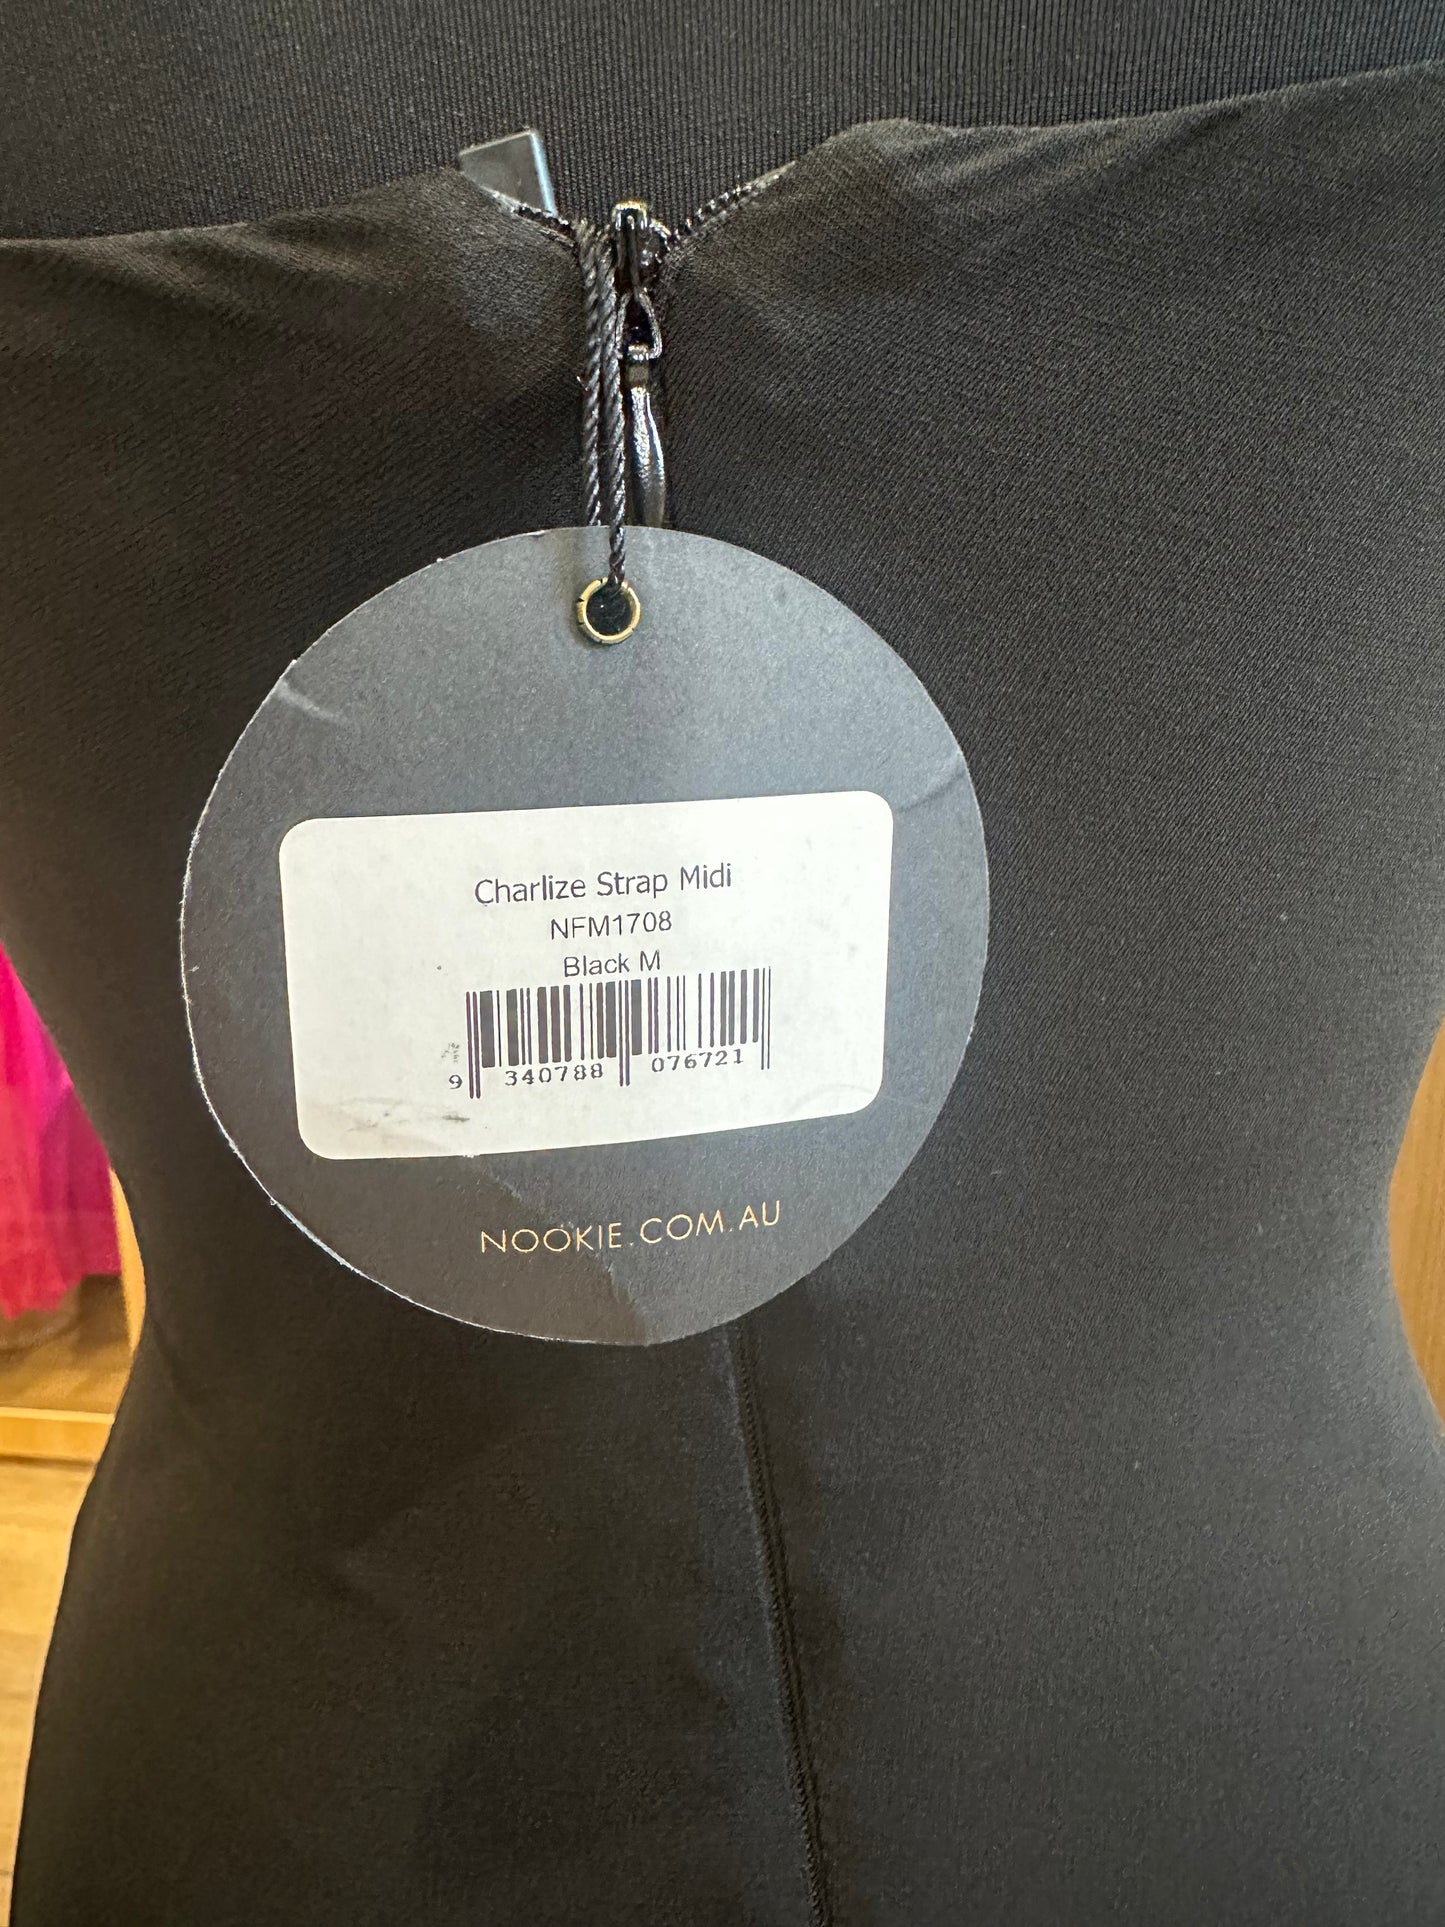 Charlize Strap Midi
NFM1708
Black M
9 340788 076721
NOOKIE.COM.AU